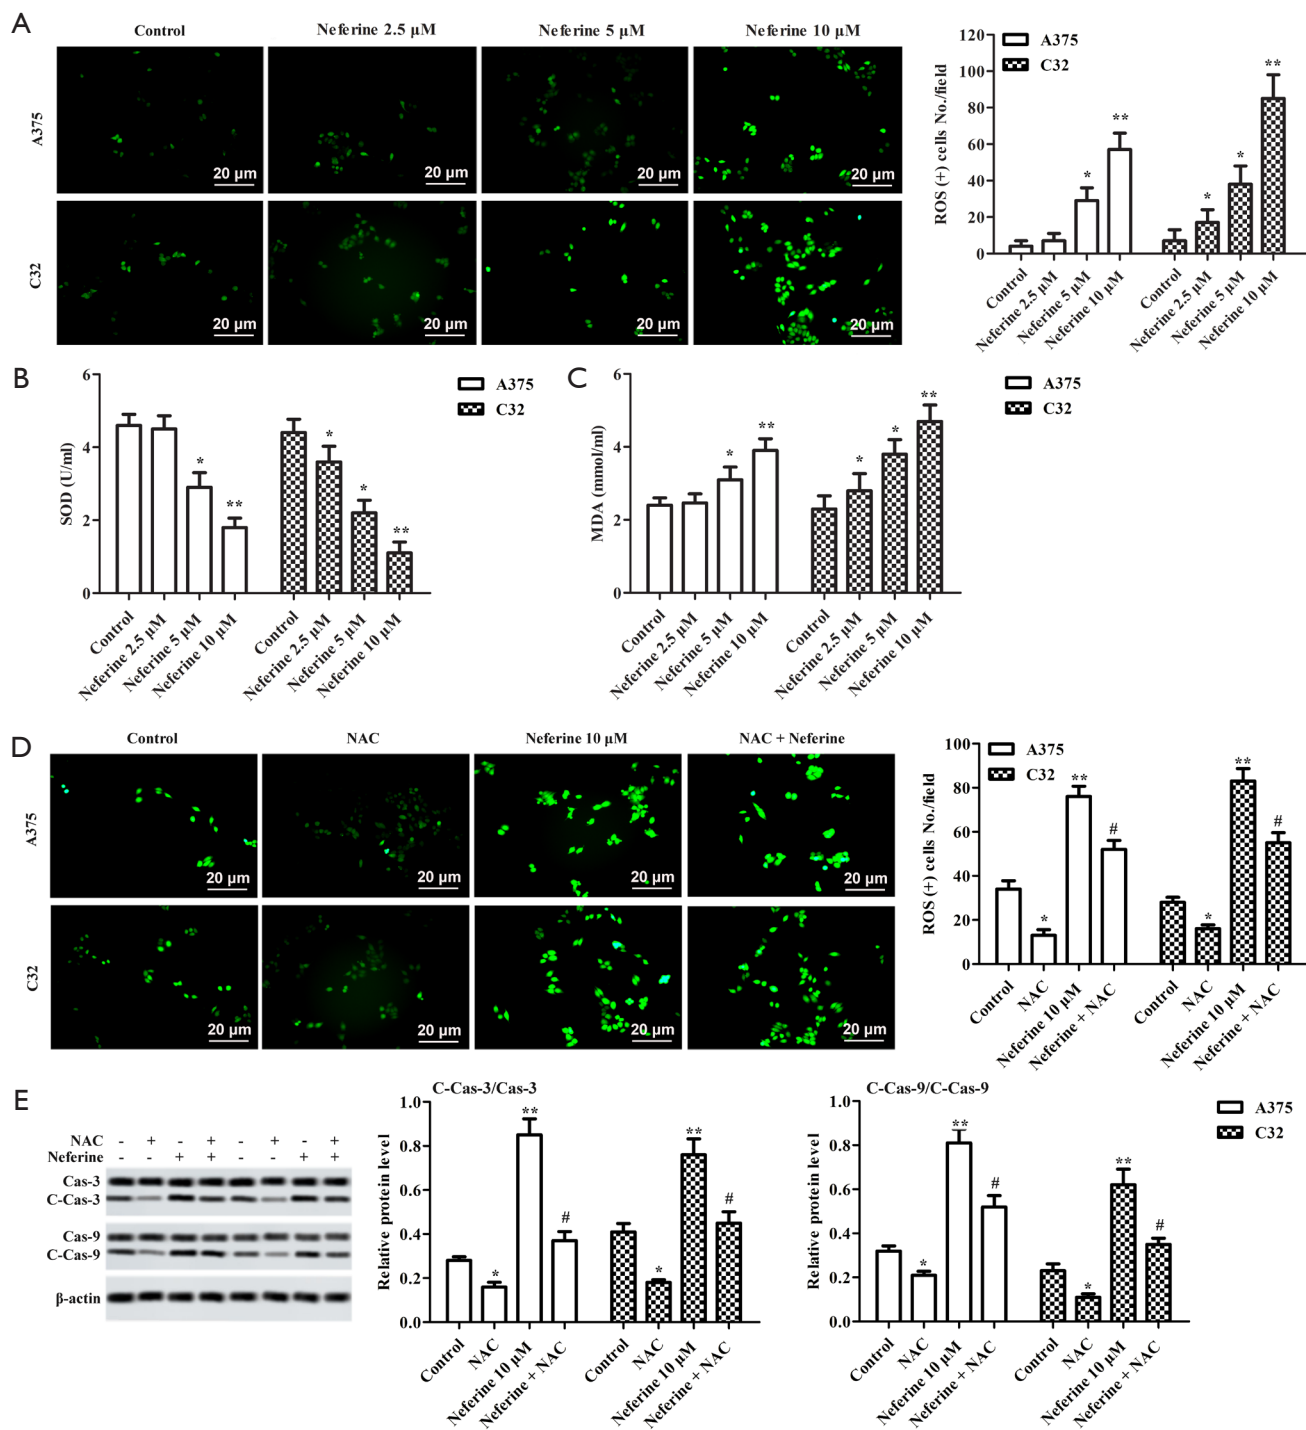 A
Control
Neferine 2.5 µM
Neferine 5 µM
Neferine 10 µM
A375
20 µm
20 µm
20 µm
20 µm
C32
20 µm
20 µm
20 µm
20 µm
A375
C32
ROS (+) cells No./field
120
100
80
60
40
20
0
*
**
*
*
**
Control
Neferine 2.5 µM
Neferine 5 µM
Neferine 10 µM
Control
Neferine 2.5 µM
Neferine 5 µM
Neferine 10 µM
B
A375
C32
SOD (U/ml)
6
4
2
0
*
**
*
*
**
Control
Neferine 2.5 µM
Neferine 5 µM
Neferine 10 µM
Control
Neferine 2.5 µM
Neferine 5 µM
Neferine 10 µM
C
A375
C32
MDA (mmol/ml)
6
4
2
0
*
**
*
*
**
Control
Neferine 2.5 µM
Neferine 5 µM
Neferine 10 µM
Control
Neferine 2.5 µM
Neferine 5 µM
Neferine 10 µM
D
Control
NAC
Neferine 10 µM
NAC + Neferine
A375
20 µm
20 µm
20 µm
20 µm
C32
20 µm
20 µm
20 µm
20 µm
A375
C32
ROS (+) cells No./field
100
80
60
40
20
0
*
**
#
*
**
#
Control
NAC
Neferine 10 µM
Neferine + NAC
Control
NAC
Neferine 10 µM
Neferine + NAC
E
NAC - + - + - + - +
Neferine - - + + - - + +
Cas-3
C-Cas-3
Cas-9
C-Cas-9
β-actin
C-Cas-3/Cas-3
Relative protein level
1.0
0.8
0.6
0.4
0.2
0.0
*
**
#
*
**
#
Control
NAC
Neferine 10 µM
Neferine + NAC
Control
NAC
Neferine 10 µM
Neferine + NAC
C-Cas-9/C-Cas-9
Relative protein level
1.0
0.8
0.6
0.4
0.2
0.0
*
**
#
*
**
#
Control
NAC
Neferine 10 µM
Neferine + NAC
Control
NAC
Neferine 10 µM
Neferine + NAC
A375
C32